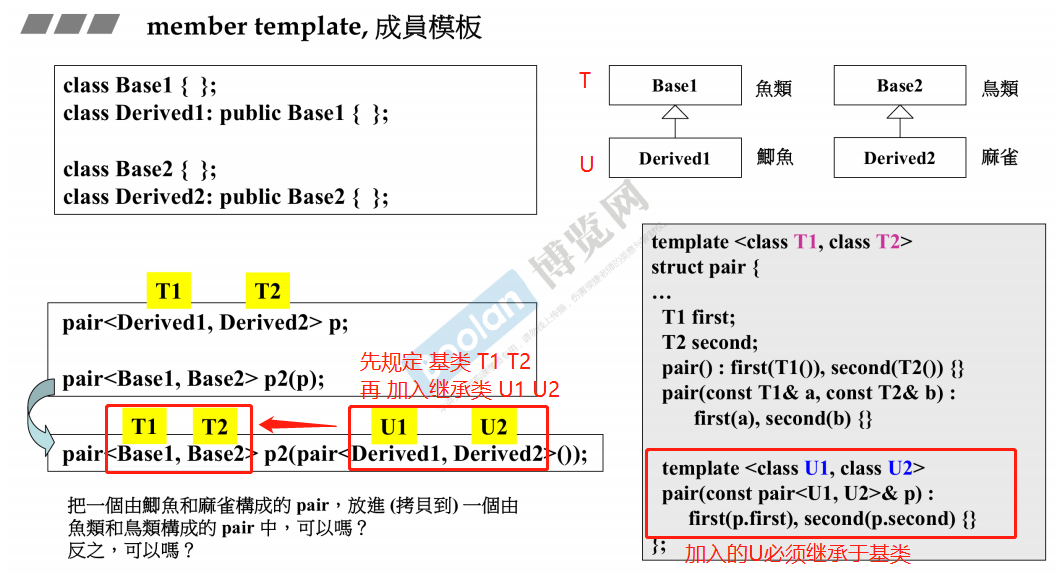 member template, 成員模板
class Base1 { };
class Derived1: public Base1 { };
class Base2 { };
class Derived2: public Base2 { };
T
Base1
魚類
Base2
鳥類
U
Derived1
鯽魚
Derived2
麻雀
T1
T2
pair<Derived1, Derived2> p;
pair<Base1, Base2> p2(p);
先规定 基类 T1 T2
再 加入继承类 U1 U2
T1
T2
U1
U2
pair<Base1, Base2> p2(pair<Derived1, Derived2>());
把一個由鯽魚和麻雀構成的 pair，放進 (拷貝到) 一個由
魚類和鳥類構成的 pair 中，可以嗎？
反之，可以嗎？
template <class T1, class T2>
struct pair {
…
T1 first;
T2 second;
pair() : first(T1()), second(T2()) {}
pair(const T1& a, const T2& b) :
first(a), second(b) {}
template <class U1, class U2>
pair(const pair<U1, U2>& p) :
first(p.first), second(p.second) {}
};
加入的U必须继承于基类
boolan
博览网